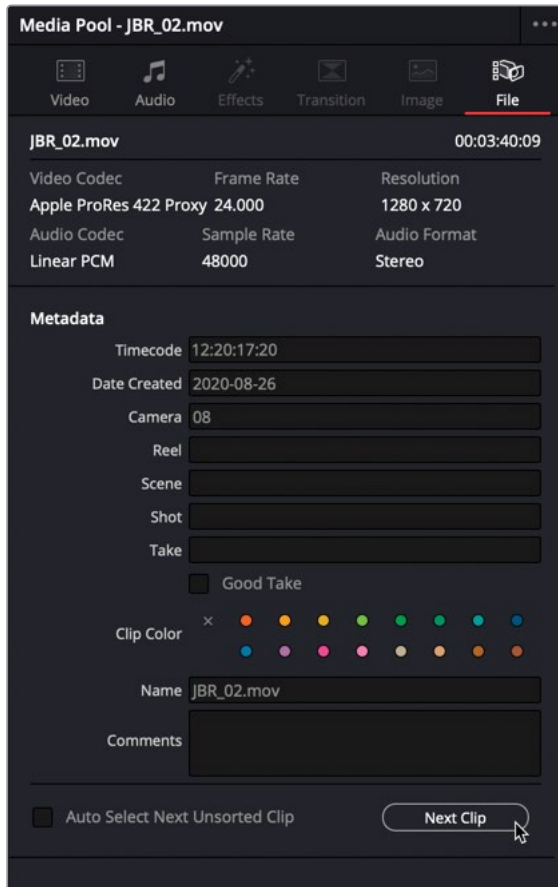 Media Pool - JBR_02.mov
Video Audio Effects Transition Image File
JBR_02.mov 00:03:40:09
Video Codec Frame Rate Resolution
Apple ProRes 422 Proxy 24.000 1280 x 720
Audio Codec Sample Rate Audio Format
Linear PCM 48000 Stereo
Metadata
Timecode 12:20:17:20
Date Created 2020-08-26
Camera 08
Reel
Scene
Shot
Take
Good Take
Clip Color
Name JBR_02.mov
Comments
Auto Select Next Unsorted Clip Next Clip